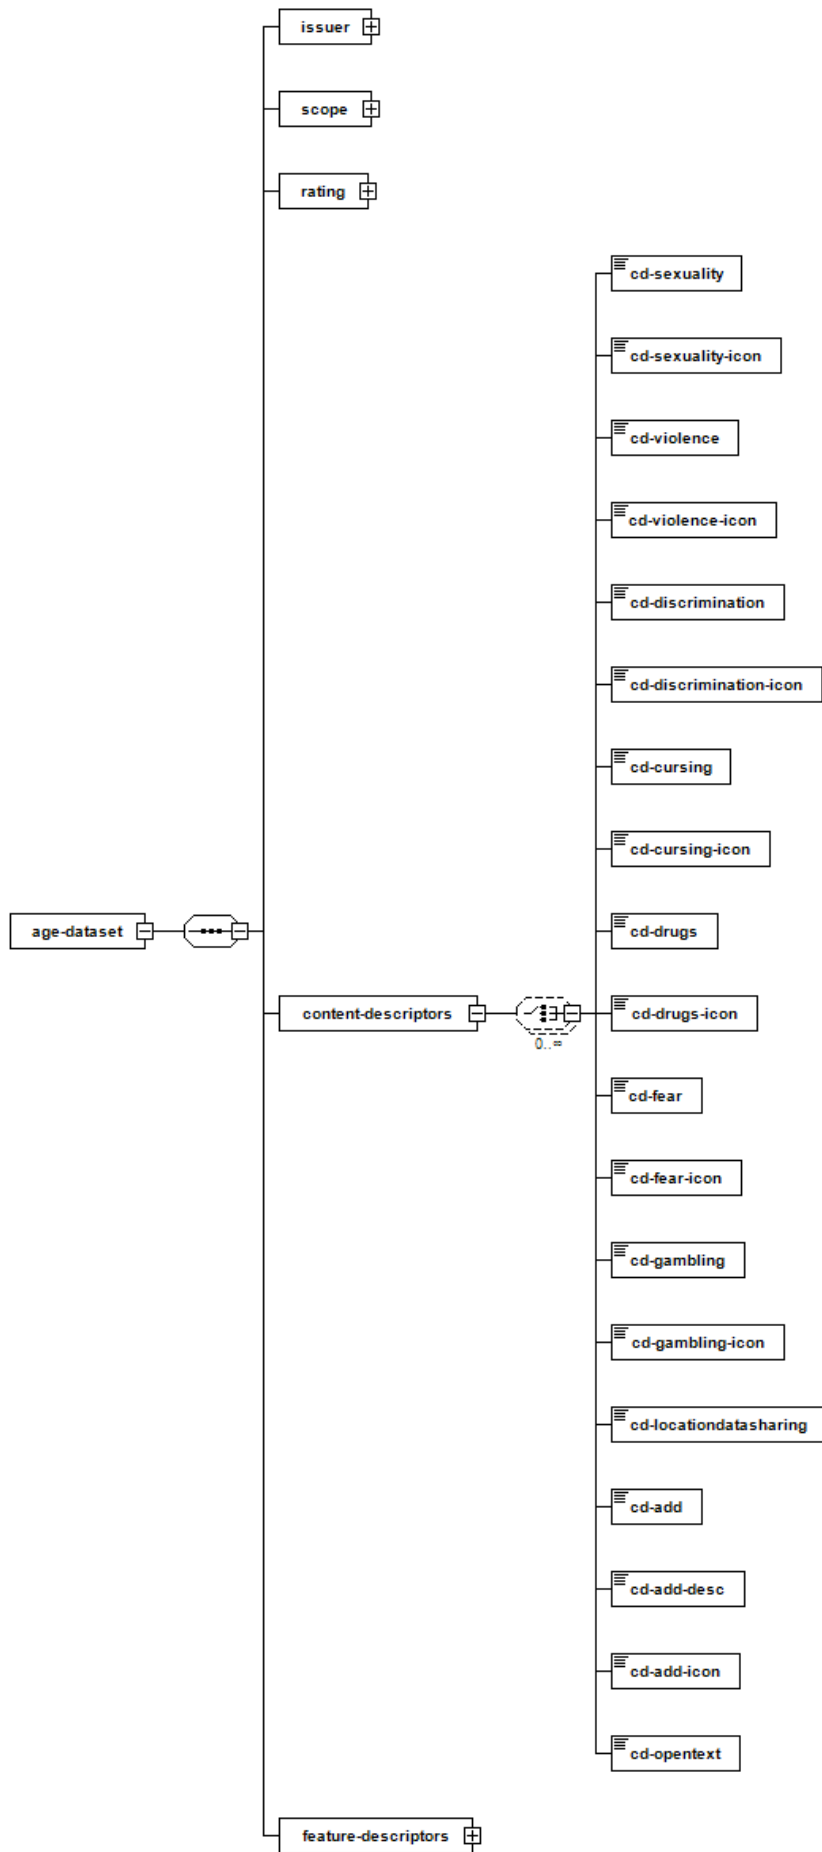 issuer
scope
rating
cd-sexuality
cd-sexuality-icon
cd-violence
cd-violence-icon
cd-discrimination
cd-discrimination-icon
cd-cursing
cd-cursing-icon
age-dataset
cd-drugs
content-descriptors
0..∞
cd-drugs-icon
cd-fear
cd-fear-icon
cd-gambling
cd-gambling-icon
cd-locationdatasharing
cd-add
cd-add-desc
cd-add-icon
cd-opentext
feature-descriptors